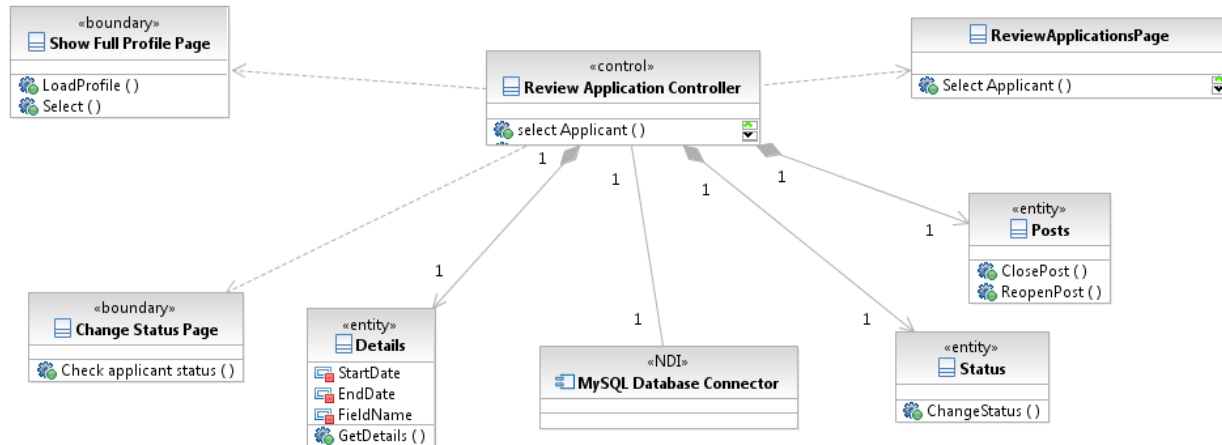 «boundary»
Show Full Profile Page
LoadProfile ( )
Select ( )
«control»
Review Application Controller
select Applicant ( )
ReviewApplicationsPage
Select Applicant ( )
1
1
1
1
1
1
1
1
«entity»
Posts
ClosePost ( )
ReopenPost ( )
«boundary»
Change Status Page
Check applicant status ( )
«entity»
Details
StartDate
EndDate
FieldName
GetDetails ( )
«NDI»
MySQL Database Connector
«entity»
Status
ChangeStatus ( )